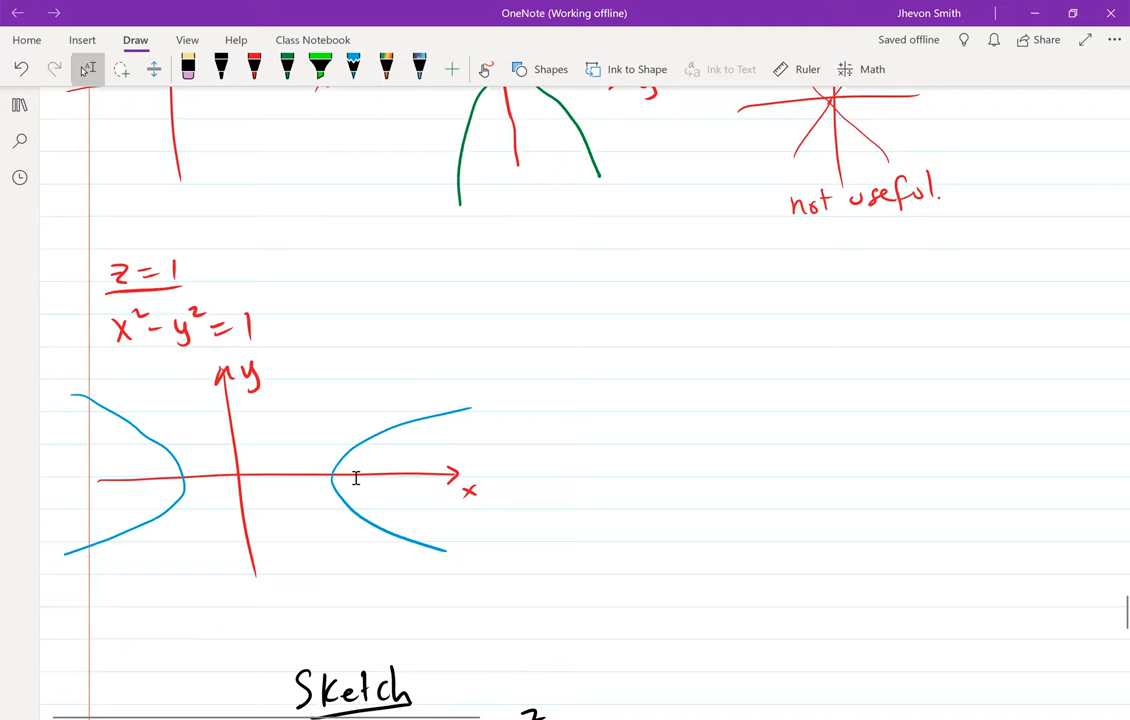 OneNote (Working offline)
Jhevon Smith
Home Insert Draw View Help Class Notebook
Saved offline
Share
Shapes
Ink to Shape
Ink to Text
Ruler
Math
not useful.
z = 1
x² - y² = 1
y
x
Sketch